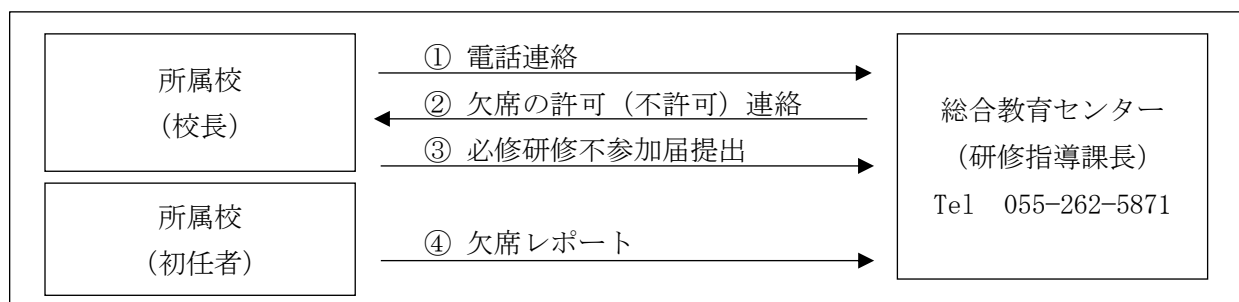 所属校
(校長)
① 電話連絡
② 欠席の許可(不許可)連絡
③ 必修研修不参加届提出
所属校
(初任者)
④ 欠席レポート
総合教育センター
(研修指導課長)
Tel 055-262-5871